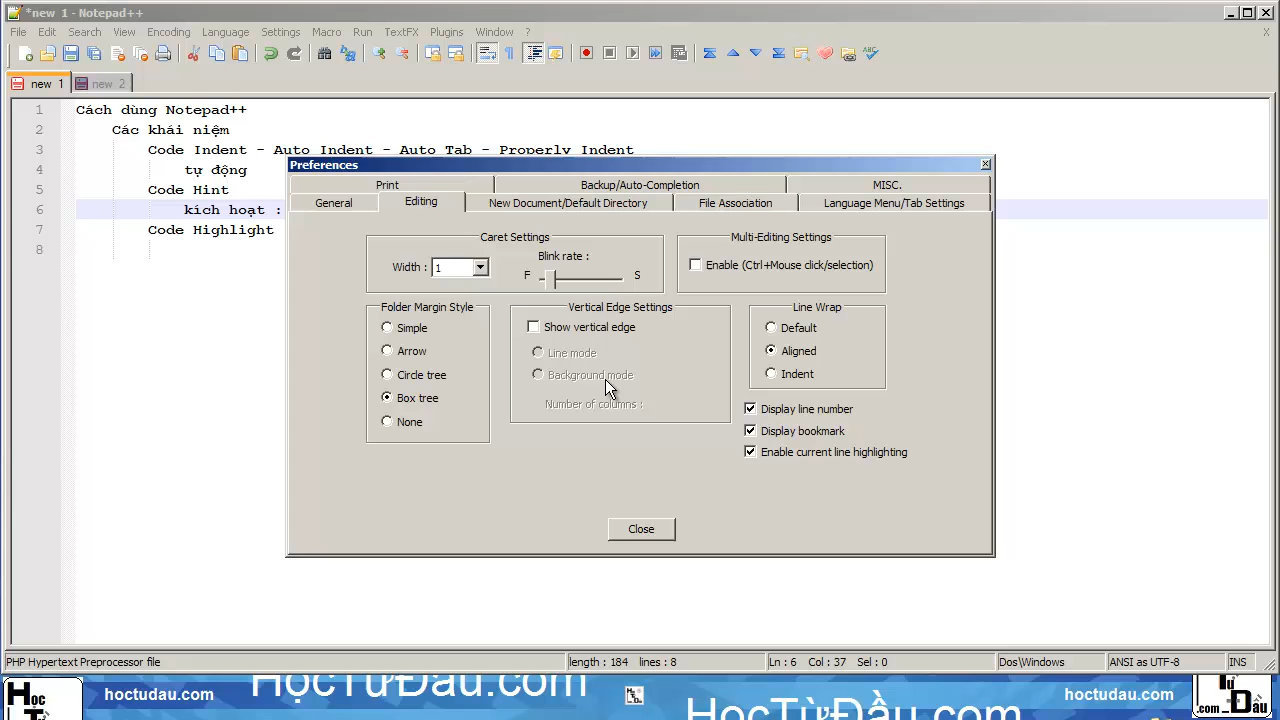 *new 1 - Notepad++
File Edit Search View Encoding Language Settings Macro Run TextFX Plugins Window ? X
new 1 new 2
1 Cách dùng Notepad++
2 Các khái niệm
3 Code Indent - Auto Indent - Auto Tab - Properly Indent
4 tự động
5 Code Hint
6 kích hoạt :
7 Code Highlight
8
Preferences
Print Backup/Auto-Completion MISC.
General Editing New Document/Default Directory File Association Language Menu/Tab Settings
Caret Settings
Width : 1
Blink rate :
F S
Multi-Editing Settings
Enable (Ctrl+Mouse click/selection)
Folder Margin Style
Simple
Arrow
Circle tree
Box tree
None
Vertical Edge Settings
Show vertical edge
Line mode
Background mode
Number of columns :
Line Wrap
Default
Aligned
Indent
Display line number
Display bookmark
Enable current line highlighting
Close
PHP Hypertext Preprocessor file length : 184 lines : 8 Ln : 6 Col : 37 Sel : 0 Dos\Windows ANSI as UTF-8 INS
hoctudau.com
HọcTừĐầu.com
HọcTừĐầu.com
hoctudau.com